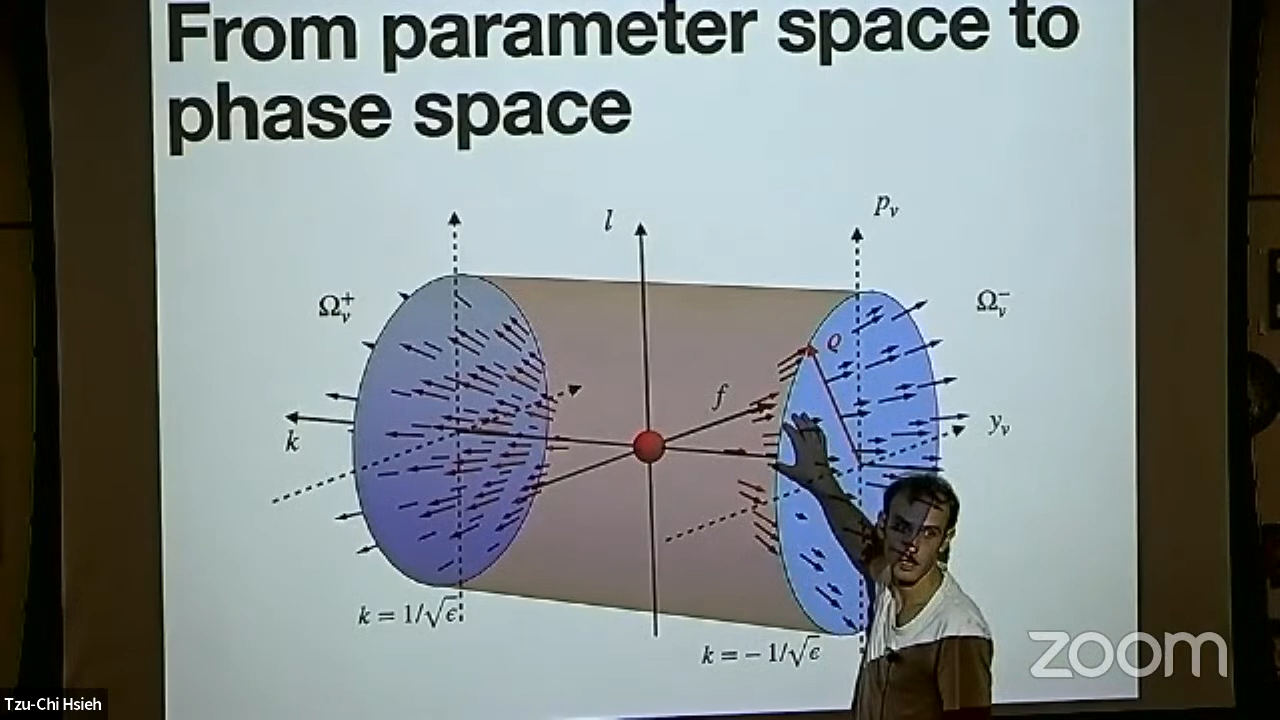 From parameter space to
phase space
l
p_v
Ω_v^+
Ω_v^-
Q
f
y_v
k
k = 1/√ϵ
k = − 1/√ϵ
zoom
Tzu-Chi Hsieh